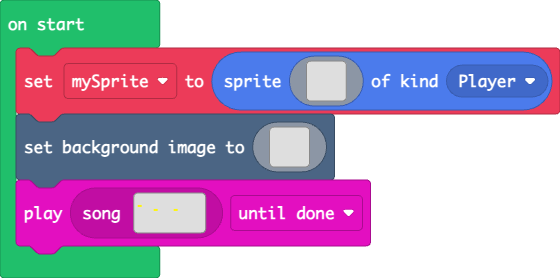 on start
set mySprite to sprite of kind Player
set background image to
play song until done